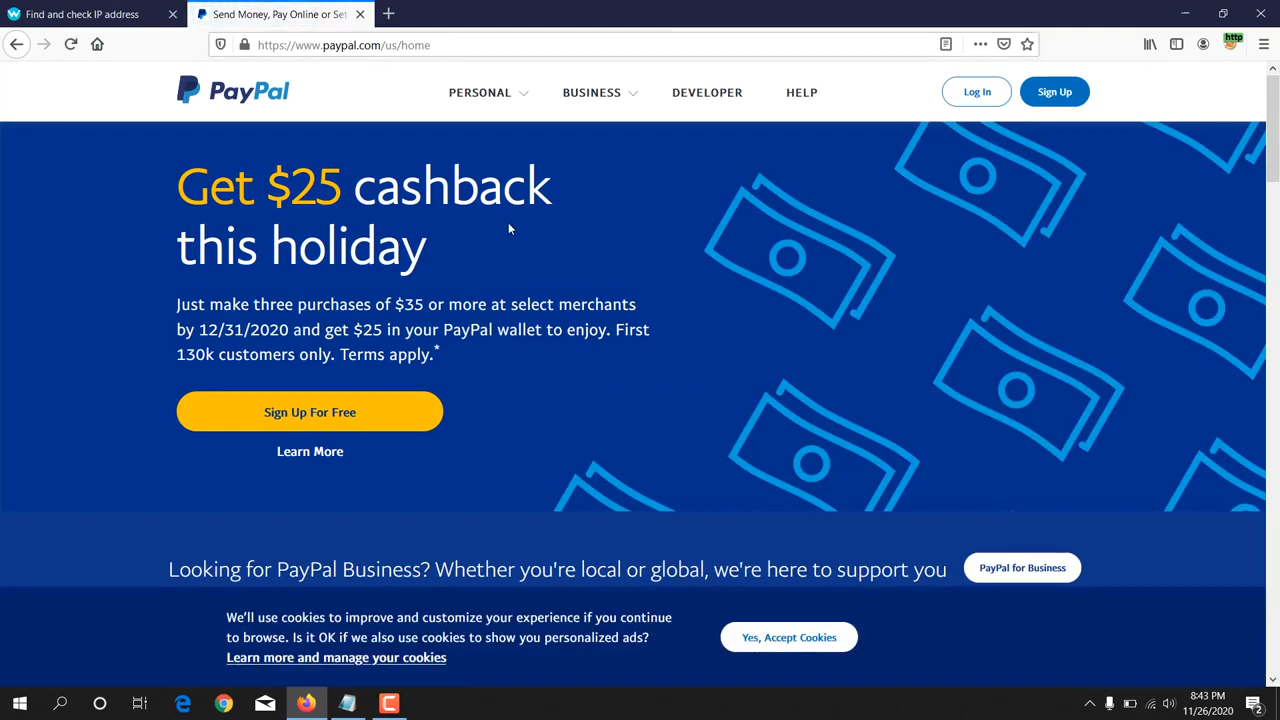 Find and check IP address
Send Money, Pay Online or Set
https://www.paypal.com/us/home
http
PayPal
PERSONAL
BUSINESS
DEVELOPER
HELP
Log In
Sign Up
Get $25 cashback
this holiday
Just make three purchases of $35 or more at select merchants
by 12/31/2020 and get $25 in your PayPal wallet to enjoy. First
130k customers only. Terms apply.*
Sign Up For Free
Learn More
Looking for PayPal Business? Whether you're local or global, we're here to support you
PayPal for Business
We'll use cookies to improve and customize your experience if you continue
to browse. Is it OK if we also use cookies to show you personalized ads?
Learn more and manage your cookies
Yes, Accept Cookies
8:43 PM
11/26/2020
2